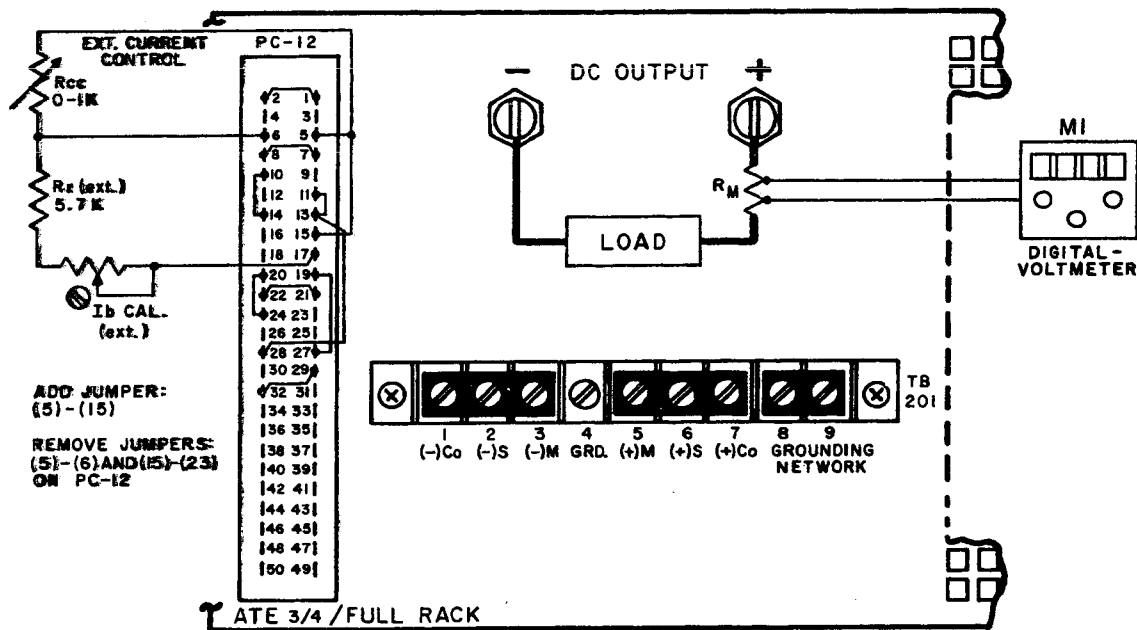 EXT. CURRENT
CONTROL
PC-12
Rcc
0-1K
Rr (ext.)
5.7K
Ib CAL.
(ext.)
ADD JUMPER:
(5)-(15)
REMOVE JUMPERS:
(5)-(6) AND (15)-(23)
ON PC-12
2 1
4 3
6 5
8 7
10 9
12 11
14 13
16 15
18 17
20 19
22 21
24 23
26 25
28 27
30 29
32 31
34 33
36 35
38 37
40 39
42 41
44 43
46 45
48 47
50 49
− DC OUTPUT +
RM
LOAD
M1
DIGITAL-
VOLTMETER
TB
201
1 2 3 4 5 6 7 8 9
(-)Co (-)S (-)M GRD. (+)M (+)S (+)Co GROUNDING
NETWORK
ATE 3/4 / FULL RACK